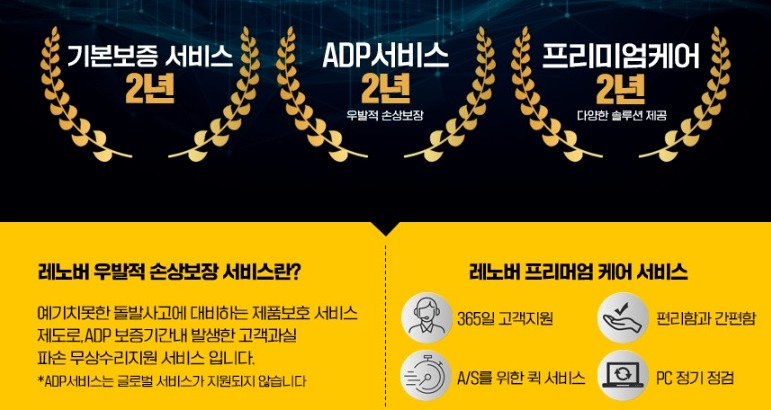 기본보증 서비스
2년
ADP서비스
2년
우발적 손상보장
프리미엄케어
2년
다양한 솔루션 제공
레노버 우발적 손상보장 서비스란?
예기치못한 돌발사고에 대비하는 제품보호 서비스
제도로,ADP 보증기간내 발생한 고객과실
파손 무상수리지원 서비스 입니다.
*ADP서비스는 글로벌 서비스가 지원되지 않습니다
레노버 프리머엄 케어 서비스
365일 고객지원
편리함과 간편함
A/S를 위한 퀵 서비스
PC 정기 점검